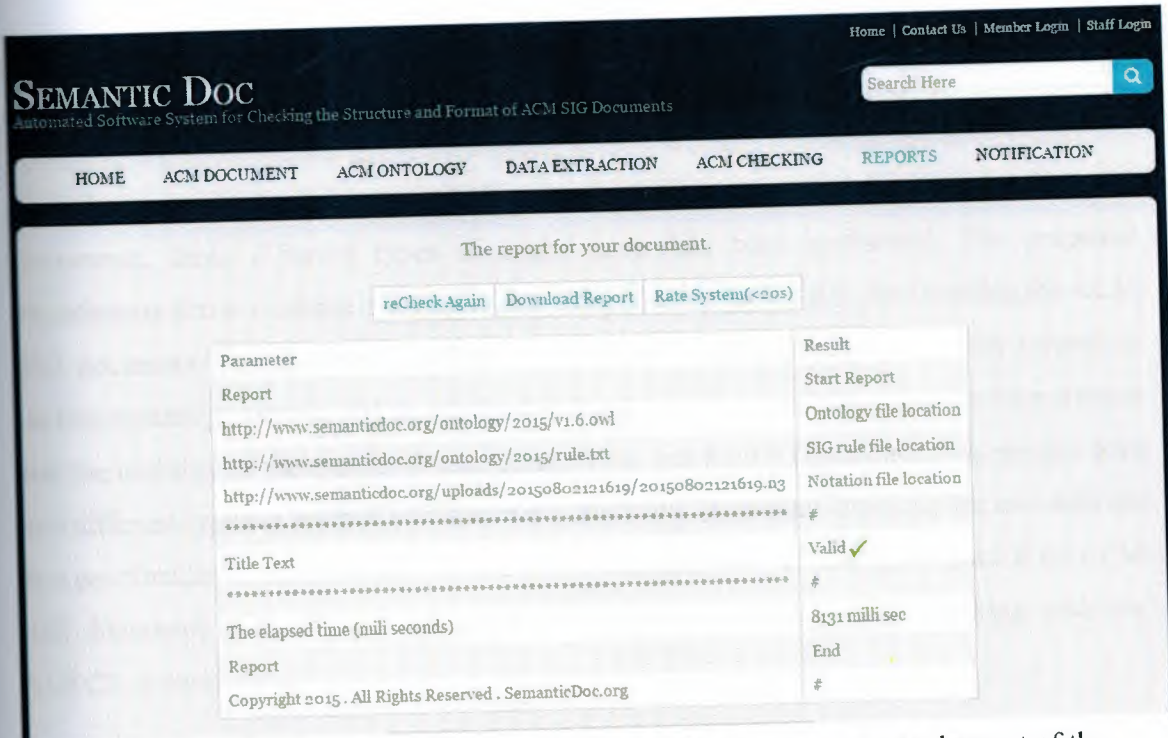 Home | Contact Us | Member Login | Staff Login
SEMANTIC DOC
Search Here
Automated Software System for Checking the Structure and Format of ACM SIG Documents
HOME ACM DOCUMENT ACM ONTOLOGY DATA EXTRACTION ACM CHECKING REPORTS NOTIFICATION
The report for your document.
reCheck Again Download Report Rate System(<20s)
Parameter Result
Report Start Report
http://www.semanticdoc.org/ontology/2015/v1.6.owl Ontology file location
http://www.semanticdoc.org/ontology/2015/rule.txt SIG rule file location
http://www.semanticdoc.org/uploads/20150802121619/20150802121619.n3 Notation file location
#
Title Text Valid ✓
#
The elapsed time (mili seconds) 8131 milli sec
Report End
Copyright 2015 . All Rights Reserved . SemanticDoc.org #